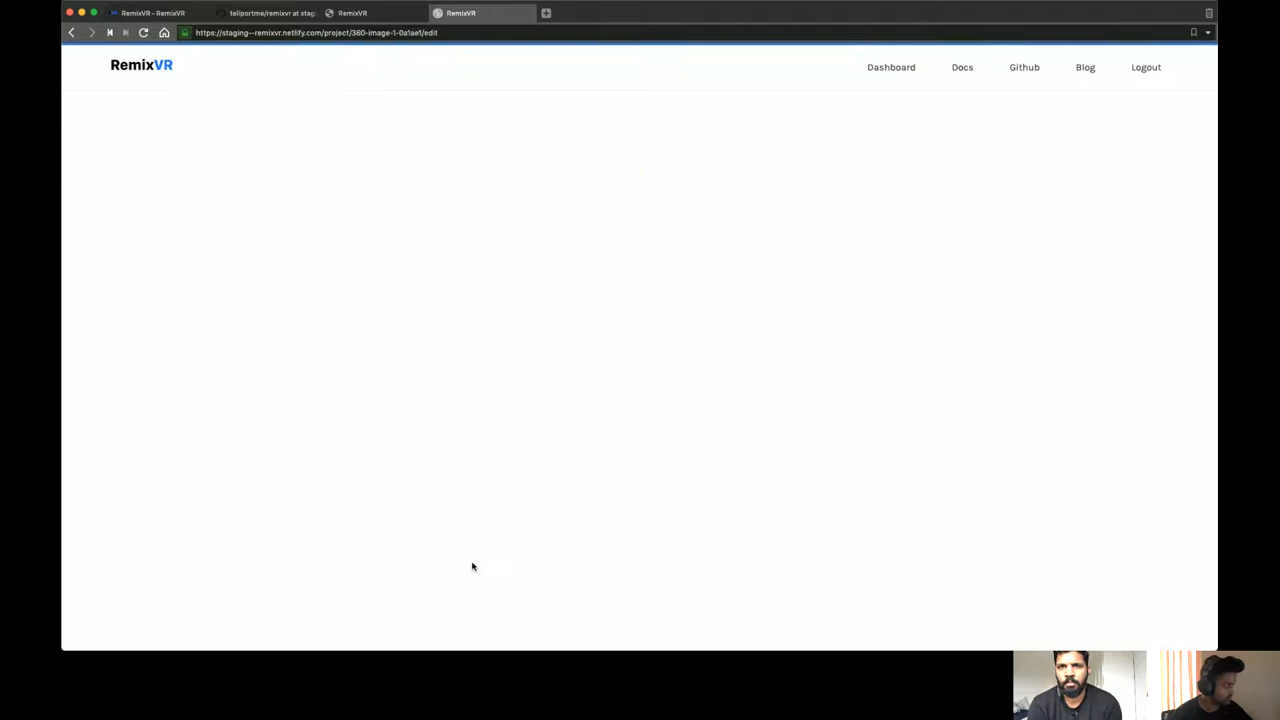 RemixVR - RemixVR
teliportme/remixvr at stag
RemixVR
RemixVR
https://staging--remixvr.netlify.com/project/360-image-1-0a1ae1/edit
RemixVR
Dashboard
Docs
Github
Blog
Logout